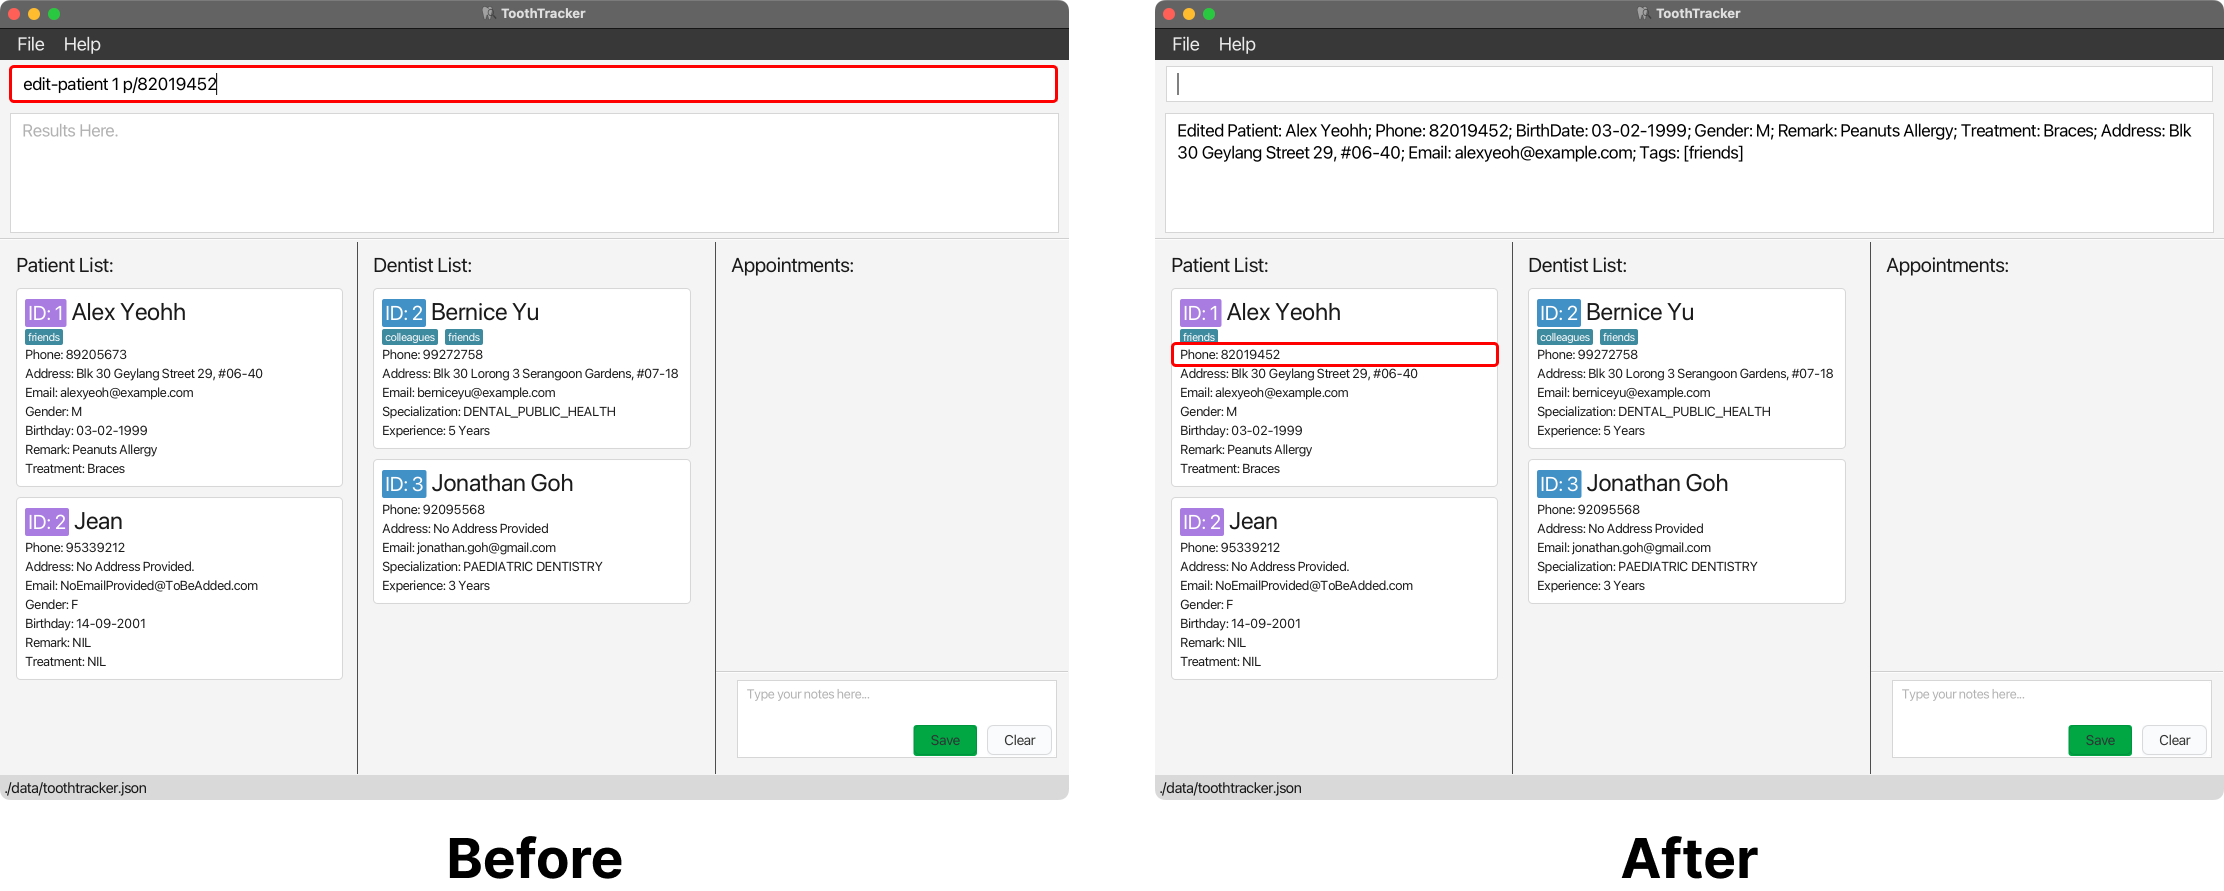 ToothTracker
File Help
edit-patient 1 p/82019452
Results Here.
Patient List:
ID: 1 Alex Yeohh
friends
Phone: 89205673
Address: Blk 30 Geylang Street 29, #06-40
Email: alexyeoh@example.com
Gender: M
Birthday: 03-02-1999
Remark: Peanuts Allergy
Treatment: Braces
ID: 2 Jean
Phone: 95339212
Address: No Address Provided.
Email: NoEmailProvided@ToBeAdded.com
Gender: F
Birthday: 14-09-2001
Remark: NIL
Treatment: NIL
Dentist List:
ID: 2 Bernice Yu
colleagues friends
Phone: 99272758
Address: Blk 30 Lorong 3 Serangoon Gardens, #07-18
Email: berniceyu@example.com
Specialization: DENTAL_PUBLIC_HEALTH
Experience: 5 Years
ID: 3 Jonathan Goh
Phone: 92095568
Address: No Address Provided
Email: jonathan.goh@gmail.com
Specialization: PAEDIATRIC DENTISTRY
Experience: 3 Years
Appointments:
Type your notes here...
Save Clear
./data/toothtracker.json
Before
ToothTracker
File Help
Edited Patient: Alex Yeohh; Phone: 82019452; BirthDate: 03-02-1999; Gender: M; Remark: Peanuts Allergy; Treatment: Braces; Address: Blk
30 Geylang Street 29, #06-40; Email: alexyeoh@example.com; Tags: [friends]
Patient List:
ID: 1 Alex Yeohh
friends
Phone: 82019452
Address: Blk 30 Geylang Street 29, #06-40
Email: alexyeoh@example.com
Gender: M
Birthday: 03-02-1999
Remark: Peanuts Allergy
Treatment: Braces
ID: 2 Jean
Phone: 95339212
Address: No Address Provided.
Email: NoEmailProvided@ToBeAdded.com
Gender: F
Birthday: 14-09-2001
Remark: NIL
Treatment: NIL
Dentist List:
ID: 2 Bernice Yu
colleagues friends
Phone: 99272758
Address: Blk 30 Lorong 3 Serangoon Gardens, #07-18
Email: berniceyu@example.com
Specialization: DENTAL_PUBLIC_HEALTH
Experience: 5 Years
ID: 3 Jonathan Goh
Phone: 92095568
Address: No Address Provided
Email: jonathan.goh@gmail.com
Specialization: PAEDIATRIC DENTISTRY
Experience: 3 Years
Appointments:
Type your notes here...
Save Clear
./data/toothtracker.json
After